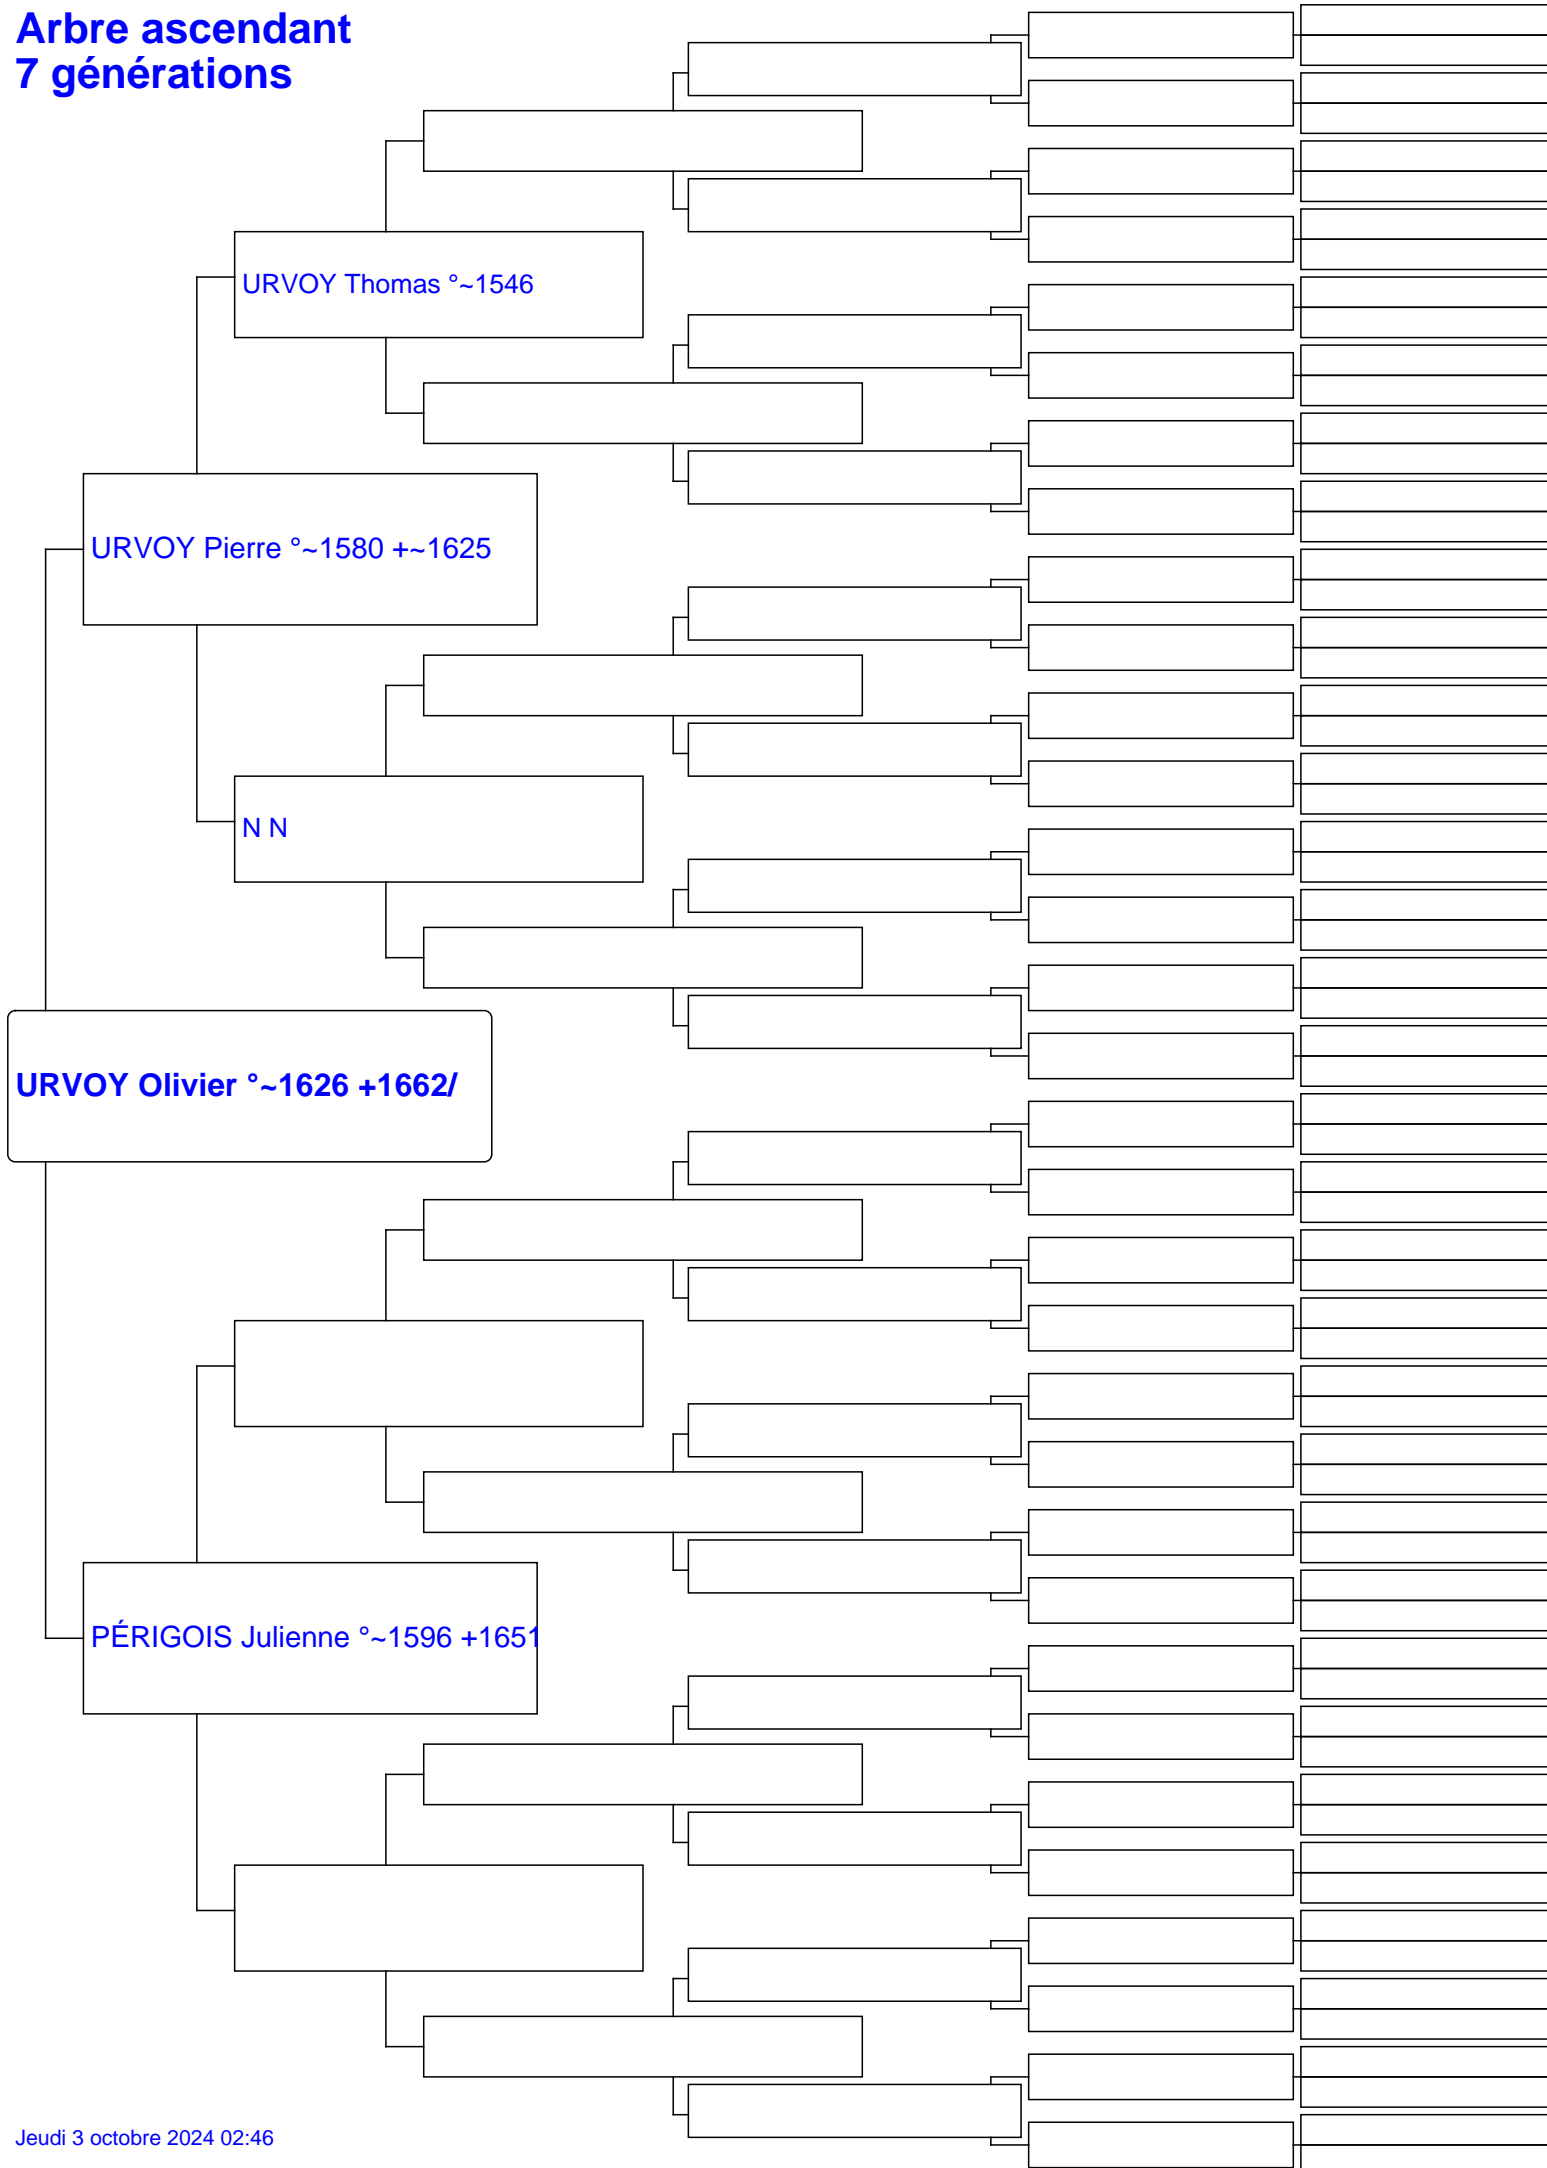 Arbre ascendant
7 générations
URVOY Thomas °~1546
URVOY Pierre °~1580 +~1625
N N
URVOY Olivier °~1626 +1662/
PÉRIGOIS Julienne °~1596 +1651
Jeudi 3 octobre 2024 02:46